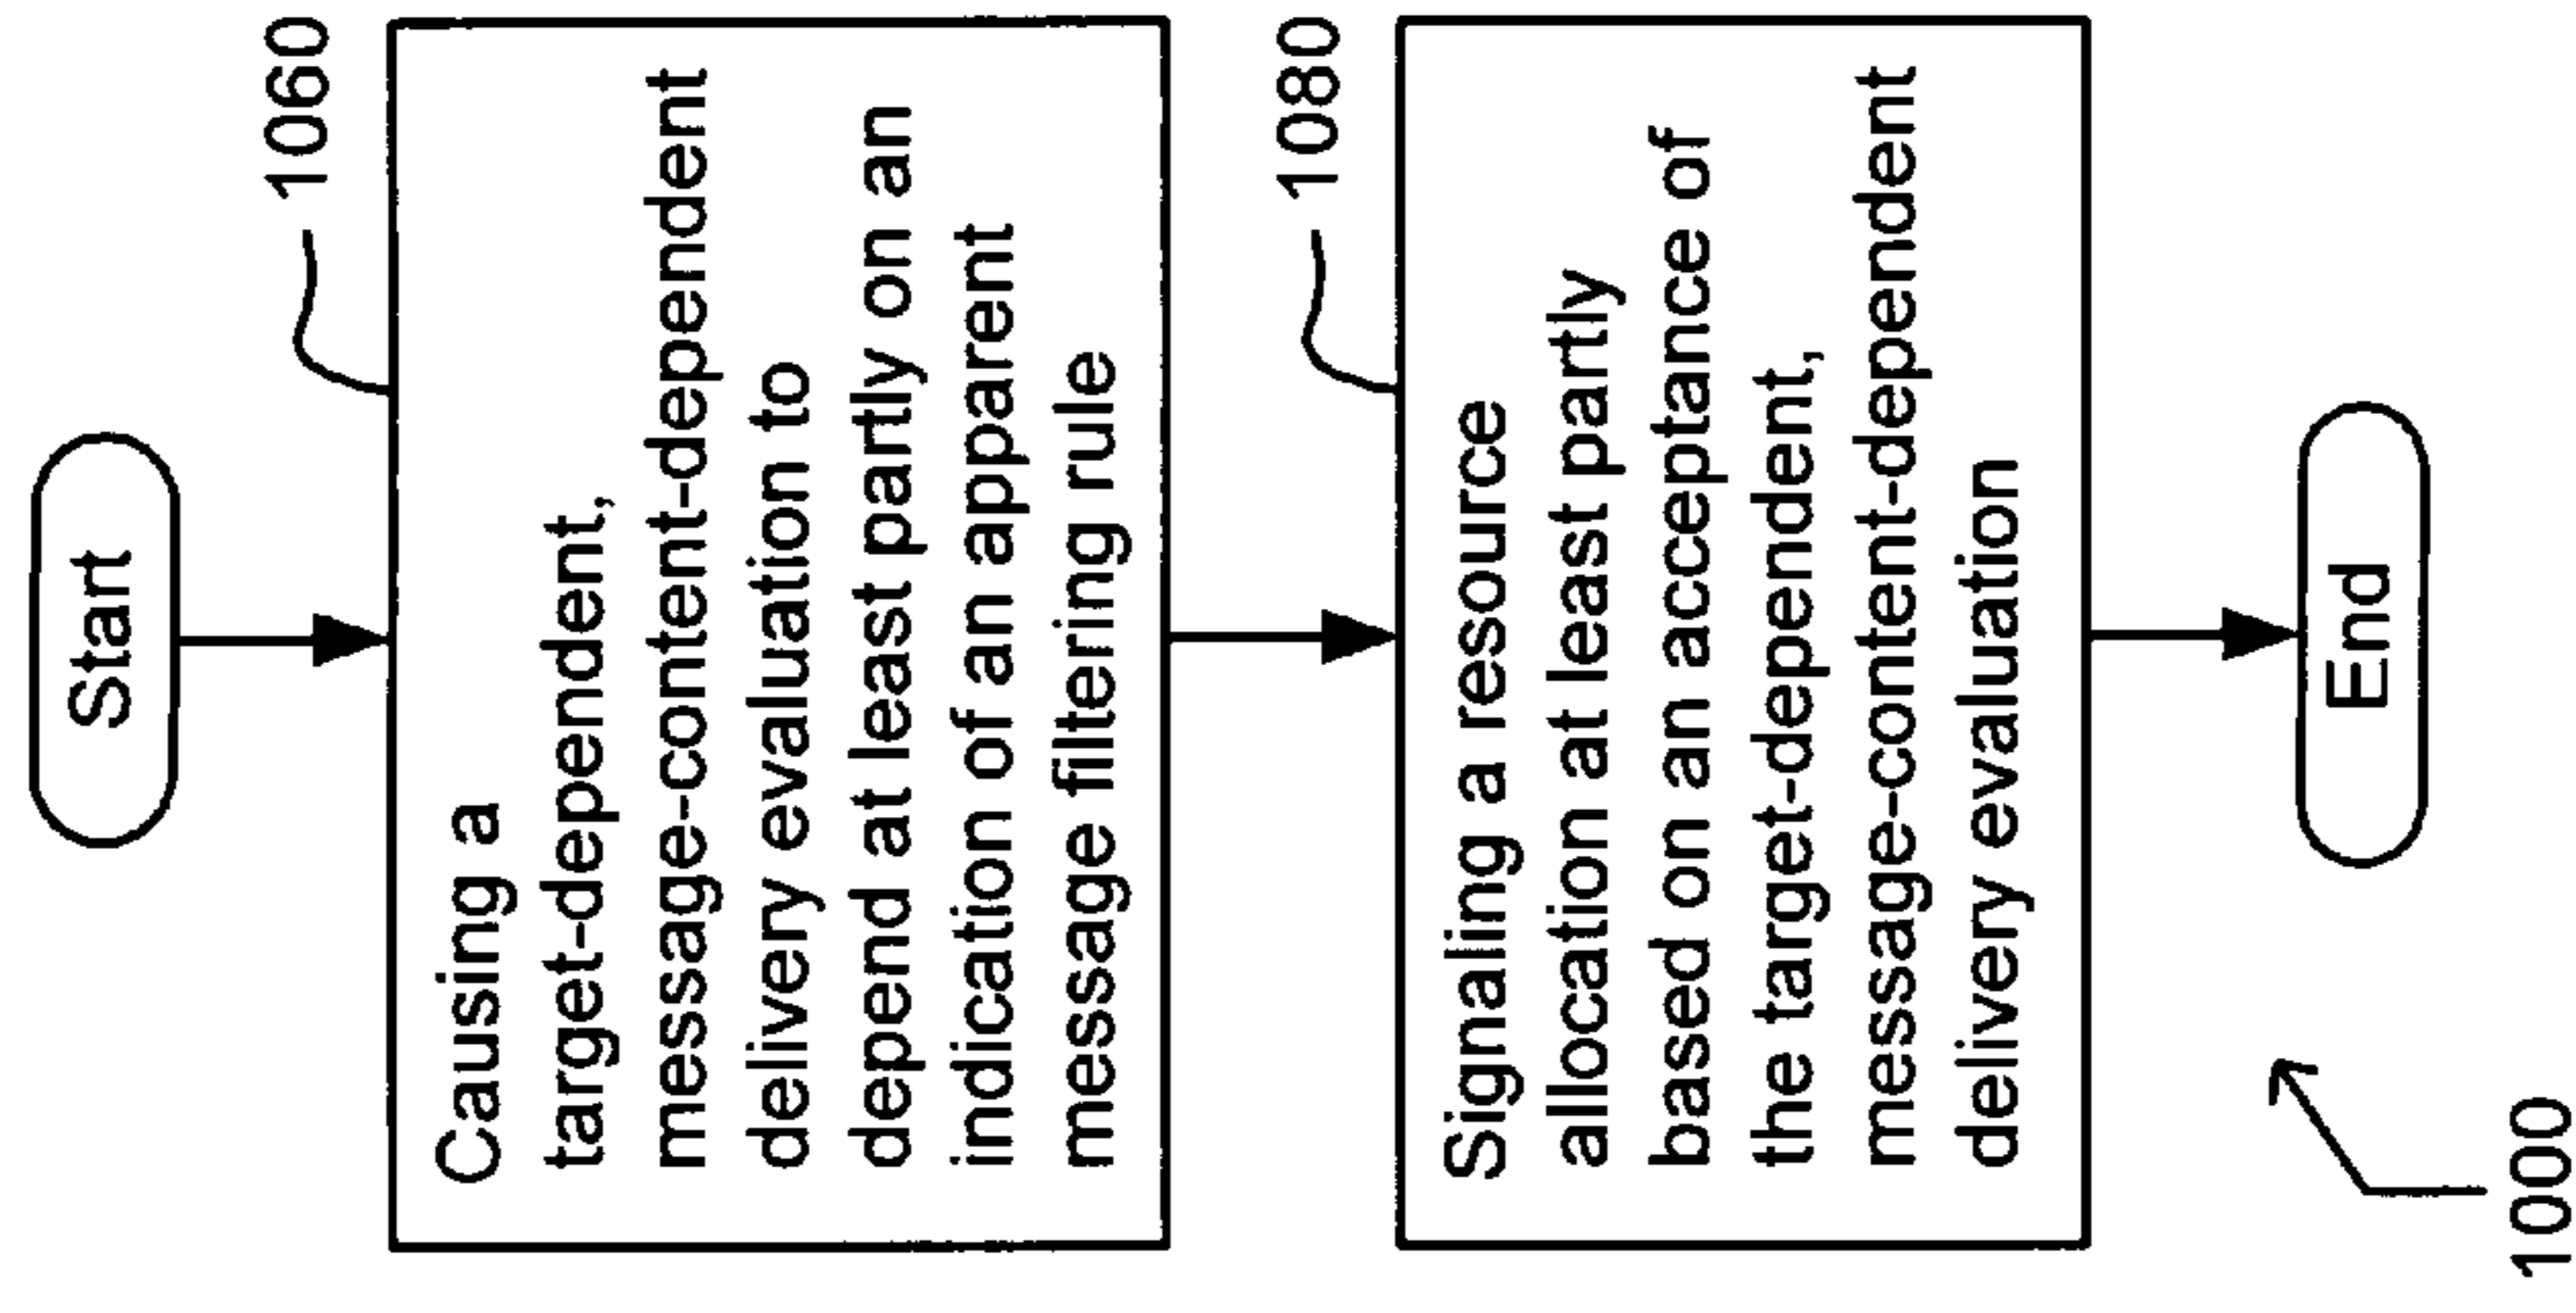 Start
1060
Causing a
target-dependent,
message-content-dependent
delivery evaluation to
depend at least partly on an
indication of an apparent
message filtering rule
1080
Signaling a resource
allocation at least partly
based on an acceptance of
the target-dependent,
message-content-dependent
delivery evaluation
End
1000